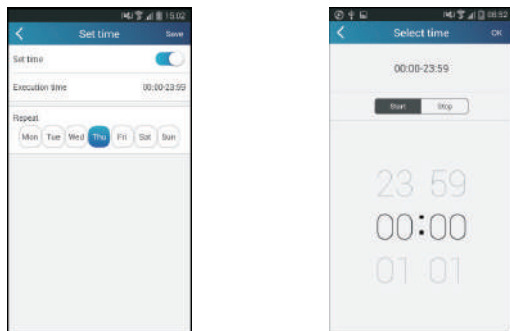 15:02
Set time
Save
Set time
Execution time
00:00-23:59
Repeat
Mon Tue Wed Thu Fri Sat Sun
08:52
Select time
OK
00:00-23:59
Start Stop
23 59
00:00
01 01